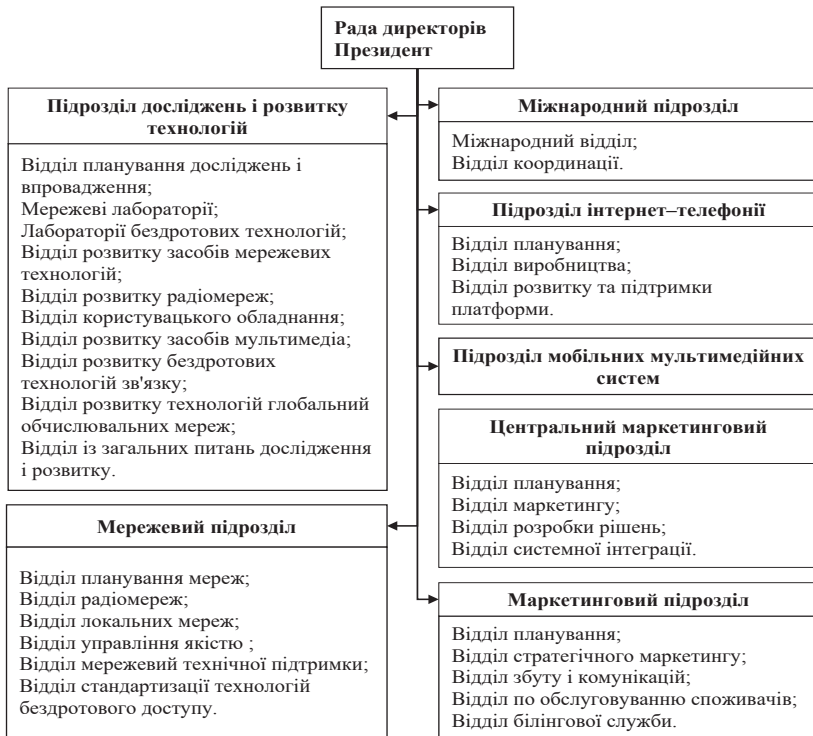 Рада директорів
Президент
Підрозділ досліджень і розвитку
технологій
Відділ планування досліджень і
впровадження;
Мережеві лабораторії;
Лабораторії бездротових технологій;
Відділ розвитку засобів мережевих
технологій;
Відділ розвитку радіомереж;
Відділ користувацького обладнання;
Відділ розвитку засобів мультимедіа;
Відділ розвитку бездротових
технологій зв'язку;
Відділ розвитку технологій глобальний
обчислювальних мереж;
Відділ із загальних питань дослідження
і розвитку.
Мережевий підрозділ
Відділ планування мереж;
Відділ радіомереж;
Відділ локальних мереж;
Відділ управління якістю ;
Відділ мережевий технічної підтримки;
Відділ стандартизації технологій
бездротового доступу.
Міжнародний підрозділ
Міжнародний відділ;
Відділ координації.
Підрозділ інтернет–телефонії
Відділ планування;
Відділ виробництва;
Відділ розвитку та підтримки
платформи.
Підрозділ мобільних мультимедійних
систем
Центральний маркетинговий
підрозділ
Відділ планування;
Відділ маркетингу;
Відділ розробки рішень;
Відділ системної інтеграції.
Маркетинговий підрозділ
Відділ планування;
Відділ стратегічного маркетингу;
Відділ збуту і комунікацій;
Відділ по обслуговуванню споживачів;
Відділ білінгової служби.